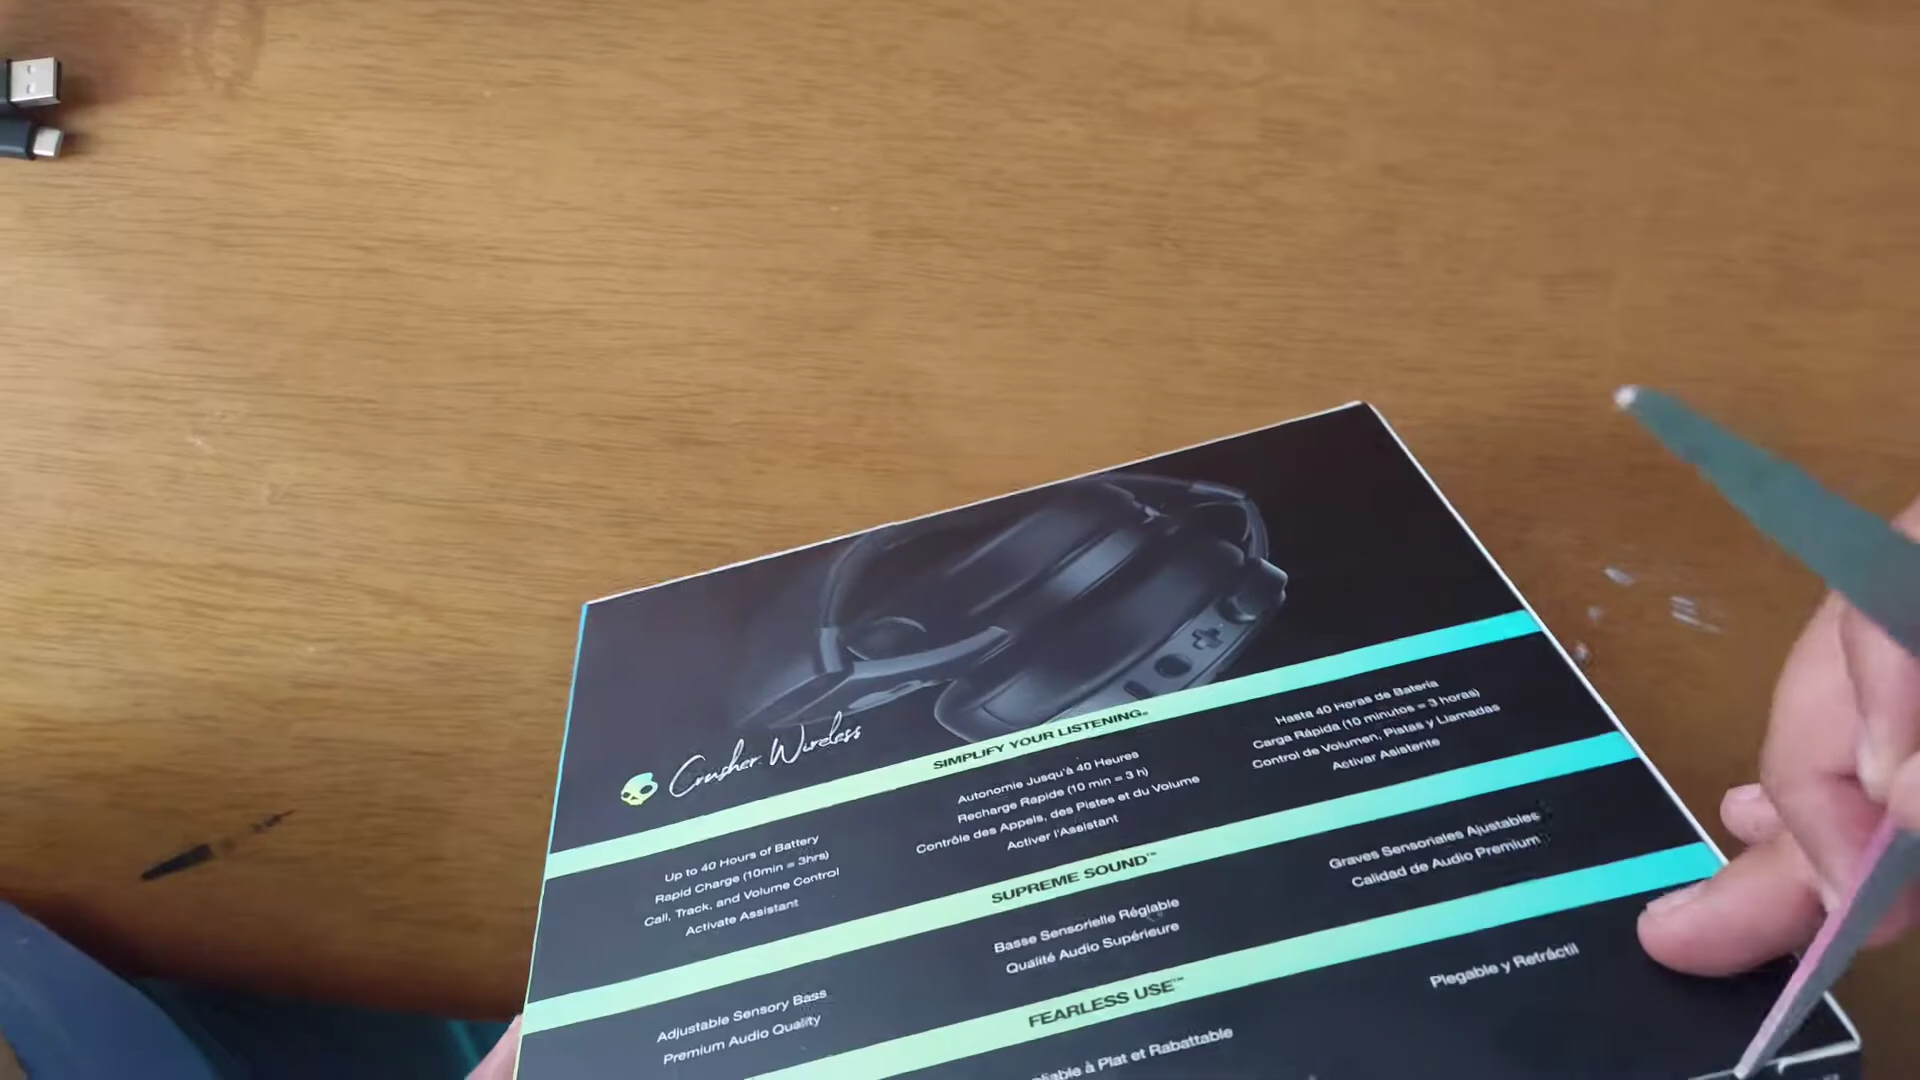 Crusher Wireless
SIMPLIFY YOUR LISTENING®
Up to 40 Hours of Battery
Rapid Charge (10min = 3hrs)
Call, Track, and Volume Control
Activate Assistant
Autonomie Jusqu'à 40 Heures
Recharge Rapide (10 min = 3 h)
Contrôle des Appels, des Pistes et du Volume
Activer l'Assistant
Hasta 40 Horas de Batería
Carga Rápida (10 minutos = 3 horas)
Control de Volumen, Pistas y Llamadas
Activar Asistente
SUPREME SOUND™
Adjustable Sensory Bass
Premium Audio Quality
Basse Sensorielle Réglable
Qualité Audio Supérieure
Graves Sensoriales Ajustables
Calidad de Audio Premium
FEARLESS USE™
à Plat et Rabattable
Plegable y Retráctil